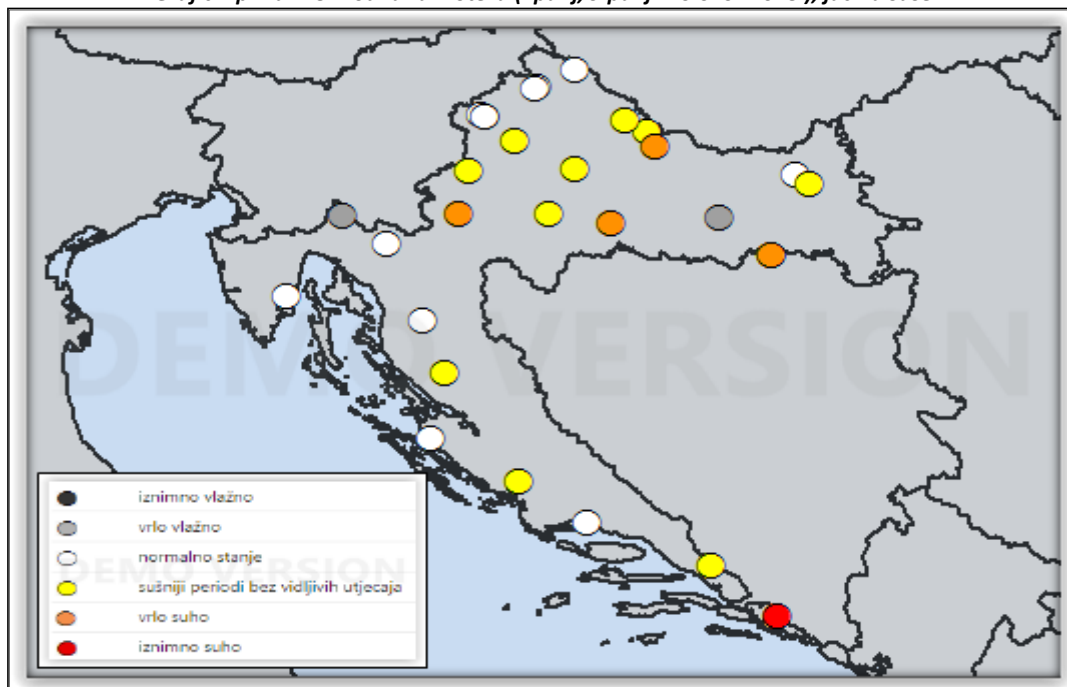 DEMO VERSION
iznimno vlažno
vrlo vlažno
normalno stanje
sušniji periodi bez vidljivih utjecaja
vrlo suho
iznimno suho
DEMO VERSION